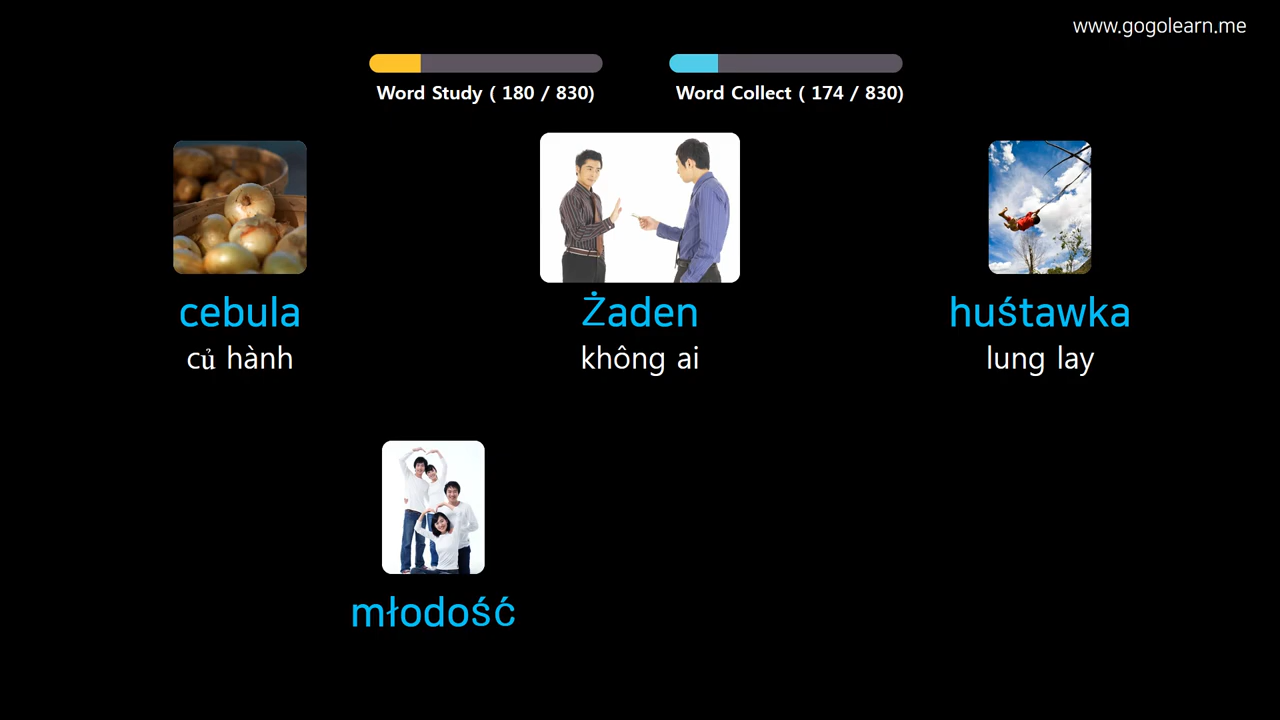 www.gogolearn.me
Word Study ( 180 / 830)
Word Collect ( 174 / 830)
cebula
củ hành
Żaden
không ai
huśtawka
lung lay
młodość